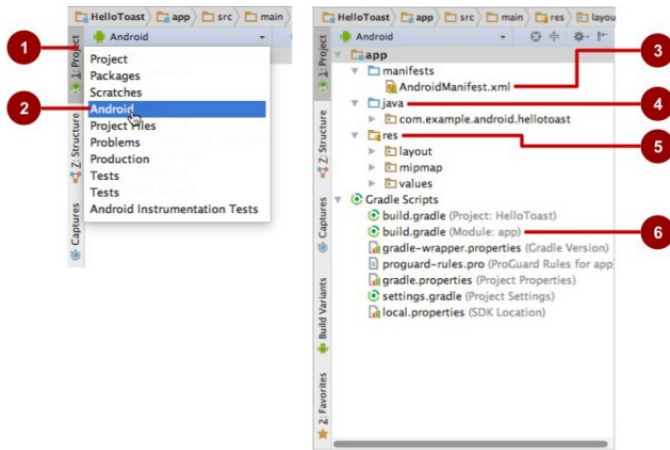 HelloToast app src main
Android
1: Project
Project
Packages
Scratches
Android
Project Files
Problems
Production
Tests
Tests
Android Instrumentation Tests
Z: Structure
Captures
1
2
HelloToast app src main res layou
Android
1: Project
app
manifests
AndroidManifest.xml
java
com.example.android.hellotoast
res
layout
mipmap
values
Gradle Scripts
build.gradle (Project: HelloToast)
build.gradle (Module: app)
gradle-wrapper.properties (Gradle Version)
proguard-rules.pro (ProGuard Rules for app
gradle.properties (Project Properties)
settings.gradle (Project Settings)
local.properties (SDK Location)
Z: Structure
Captures
Build Variants
2: Favorites
3
4
5
6